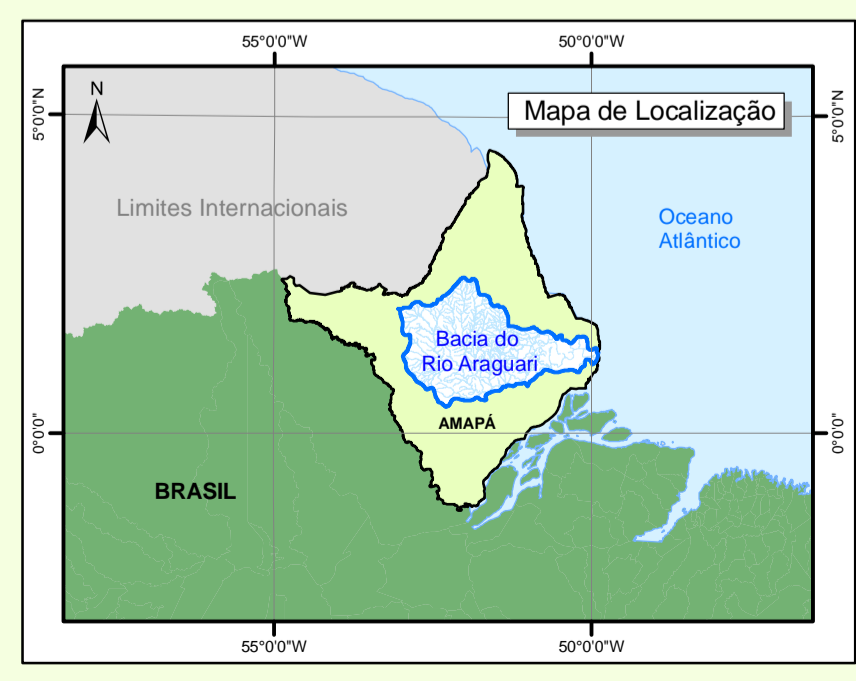 55°0'0"W
50°0'0"W
N
Mapa de Localização
5°0'0"N
5°0'0"N
Limites Internacionais
Oceano
Atlântico
Bacia do
Rio Araguari
AMAPÁ
0°0'0"
0°0'0"
BRASIL
55°0'0"W
50°0'0"W